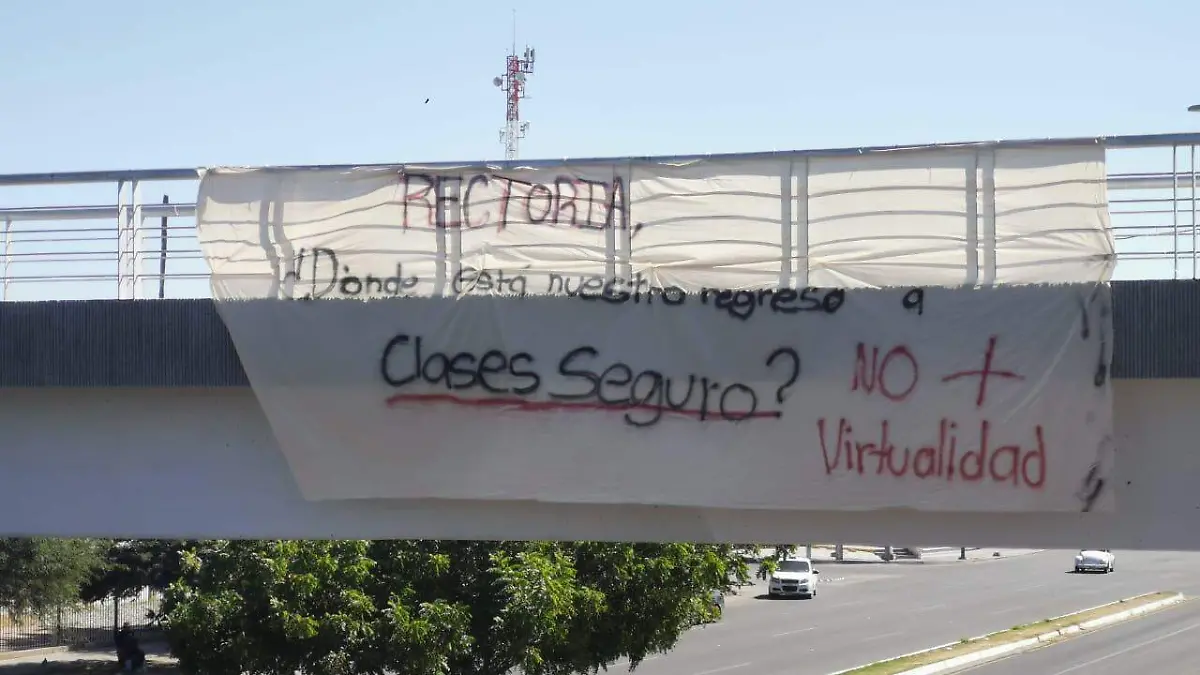 RECTORIA,
¿Dónde está nuestro regreso a
Clases Seguro? NO +
Virtualidad